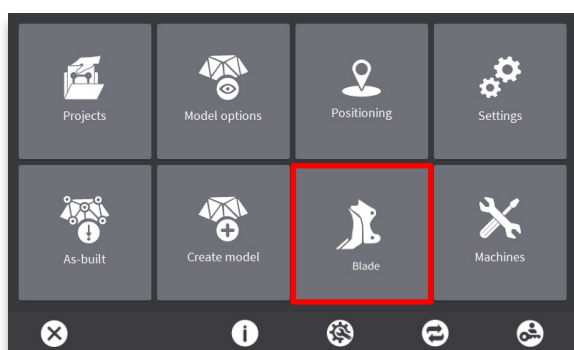 Projects
Model options
Positioning
Settings
As-built
Create model
Blade
Machines